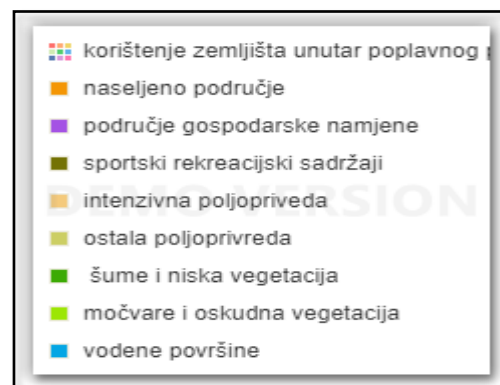 korištenje zemljišta unutar poplavnog
naseljeno područje
područje gospodarske namjene
sportski rekreacijski sadržaji
intenzivna poljopriveda
DEMO VERSION
ostala poljoprivreda
šume i niska vegetacija
močvare i oskudna vegetacija
vodene površine